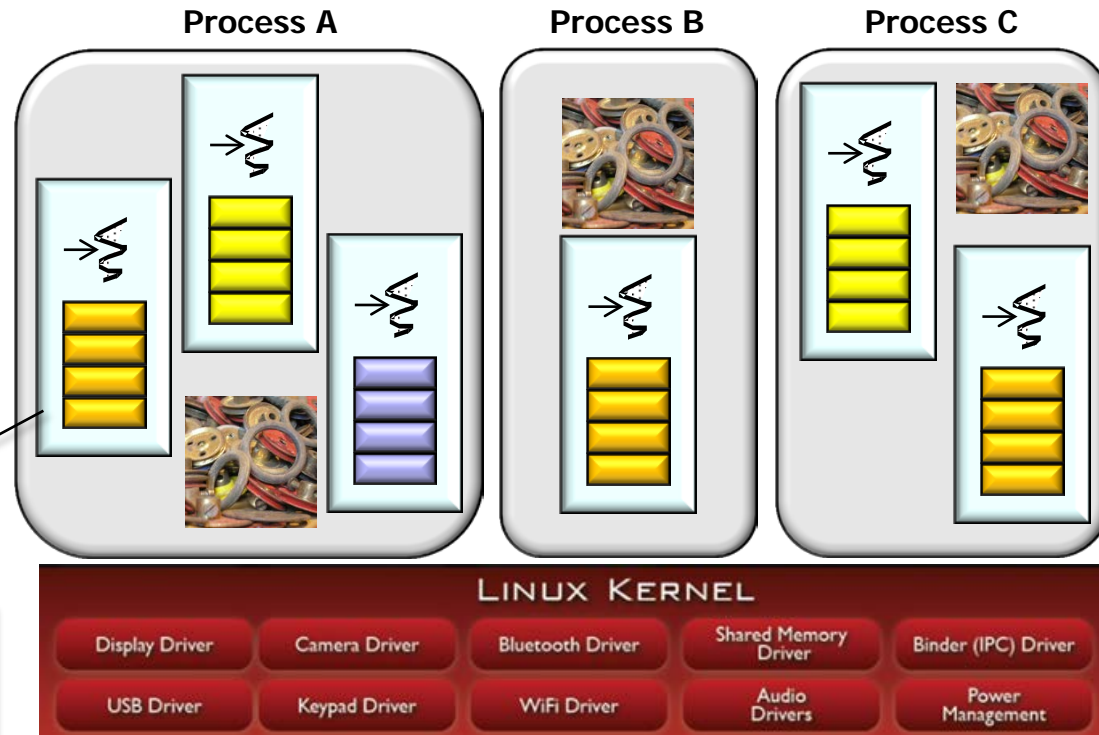 Process A
Process B
Process C
LINUX KERNEL
Display Driver
Camera Driver
Bluetooth Driver
Shared Memory
Driver
Binder (IPC) Driver
USB Driver
Keypad Driver
WiFi Driver
Audio
Drivers
Power
Management